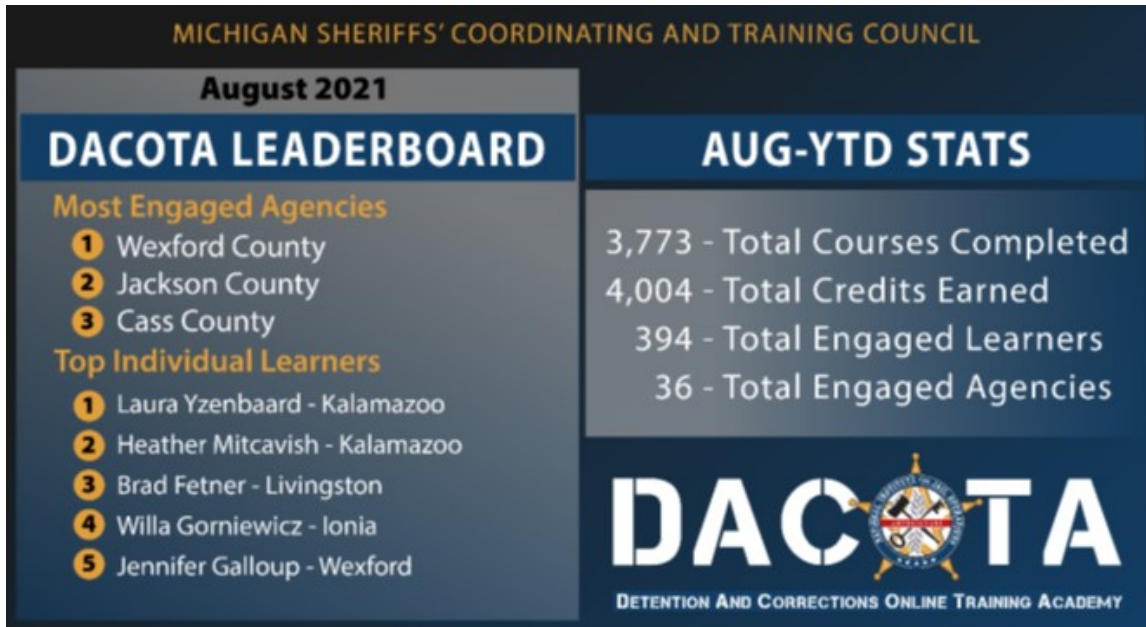 MICHIGAN SHERIFFS' COORDINATING AND TRAINING COUNCIL
August 2021
DACOTA LEADERBOARD
Most Engaged Agencies
1 Wexford County
2 Jackson County
3 Cass County
Top Individual Learners
1 Laura Yzenbaard - Kalamazoo
2 Heather Mitcavish - Kalamazoo
3 Brad Fetner - Livingston
4 Willa Gorniewicz - Ionia
5 Jennifer Galloup - Wexford
AUG-YTD STATS
3,773 - Total Courses Completed
4,004 - Total Credits Earned
394 - Total Engaged Learners
36 - Total Engaged Agencies
DACOTA
DETENTION AND CORRECTIONS ONLINE TRAINING ACADEMY